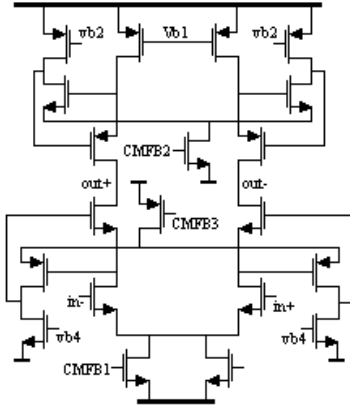 vb2
Vb1
vb2
CMFB2
out+
out-
CMFB3
in-
in+
vb4
vb4
CMFB1